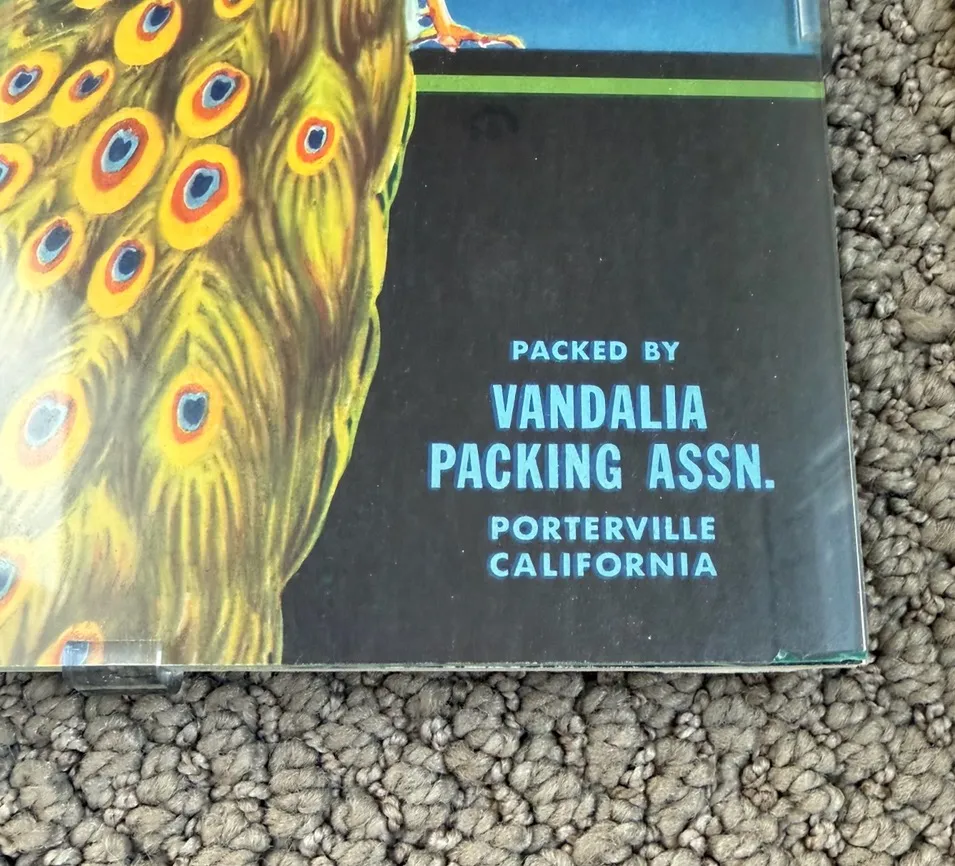 PACKED BY
VANDALIA
PACKING ASSN.
PORTERVILLE
CALIFORNIA